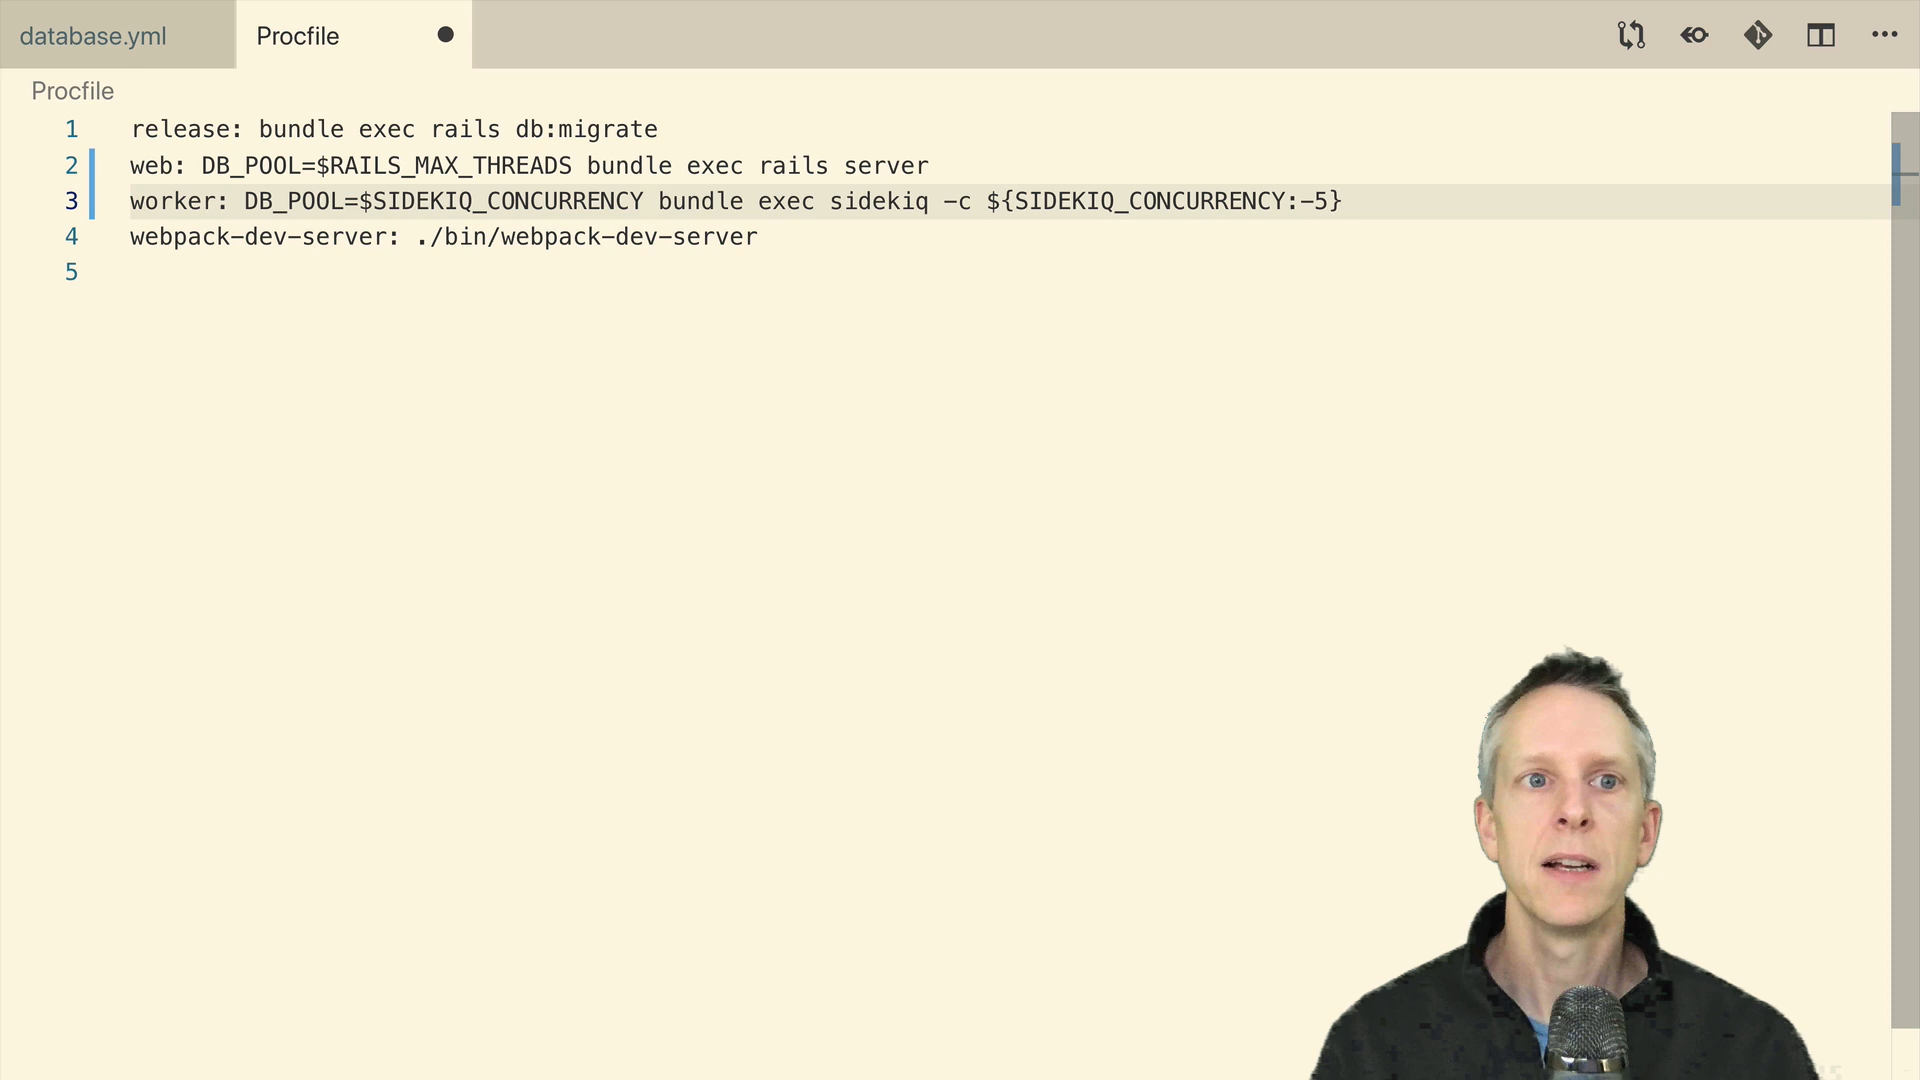 database.yml
Procfile
Procfile
1 release: bundle exec rails db:migrate
2 web: DB_POOL=$RAILS_MAX_THREADS bundle exec rails server
3 worker: DB_POOL=$SIDEKIQ_CONCURRENCY bundle exec sidekiq -c ${SIDEKIQ_CONCURRENCY:-5}
4 webpack-dev-server: ./bin/webpack-dev-server
5